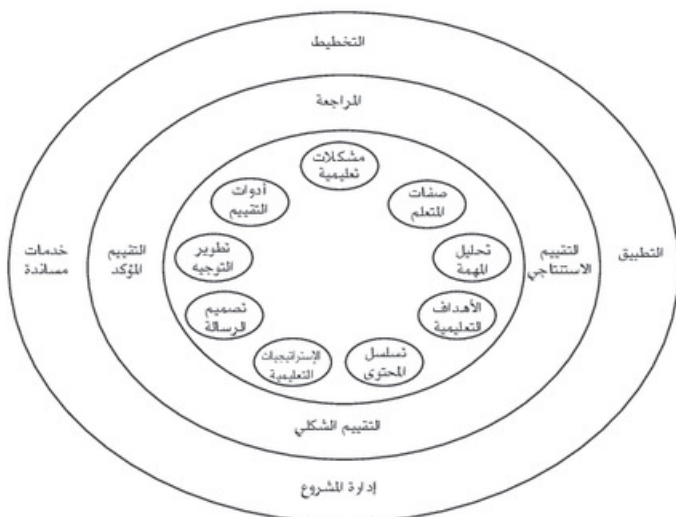 التخطيط
المراجعة
مشكلات
تعليمية
صفات
المتعلم
أدوات
التقييم
تحليل
المهمة
تطوير
التوجيه
التقييم
الاستنتاجي
التطبيق
التقييم
المؤكد
خدمات
مساندة
الأهداف
التعليمية
تصميم
الرسالة
تسلسل
المحتوى
الإستراتيجيات
التعليمية
التقييم الشكلي
إدارة المشروع